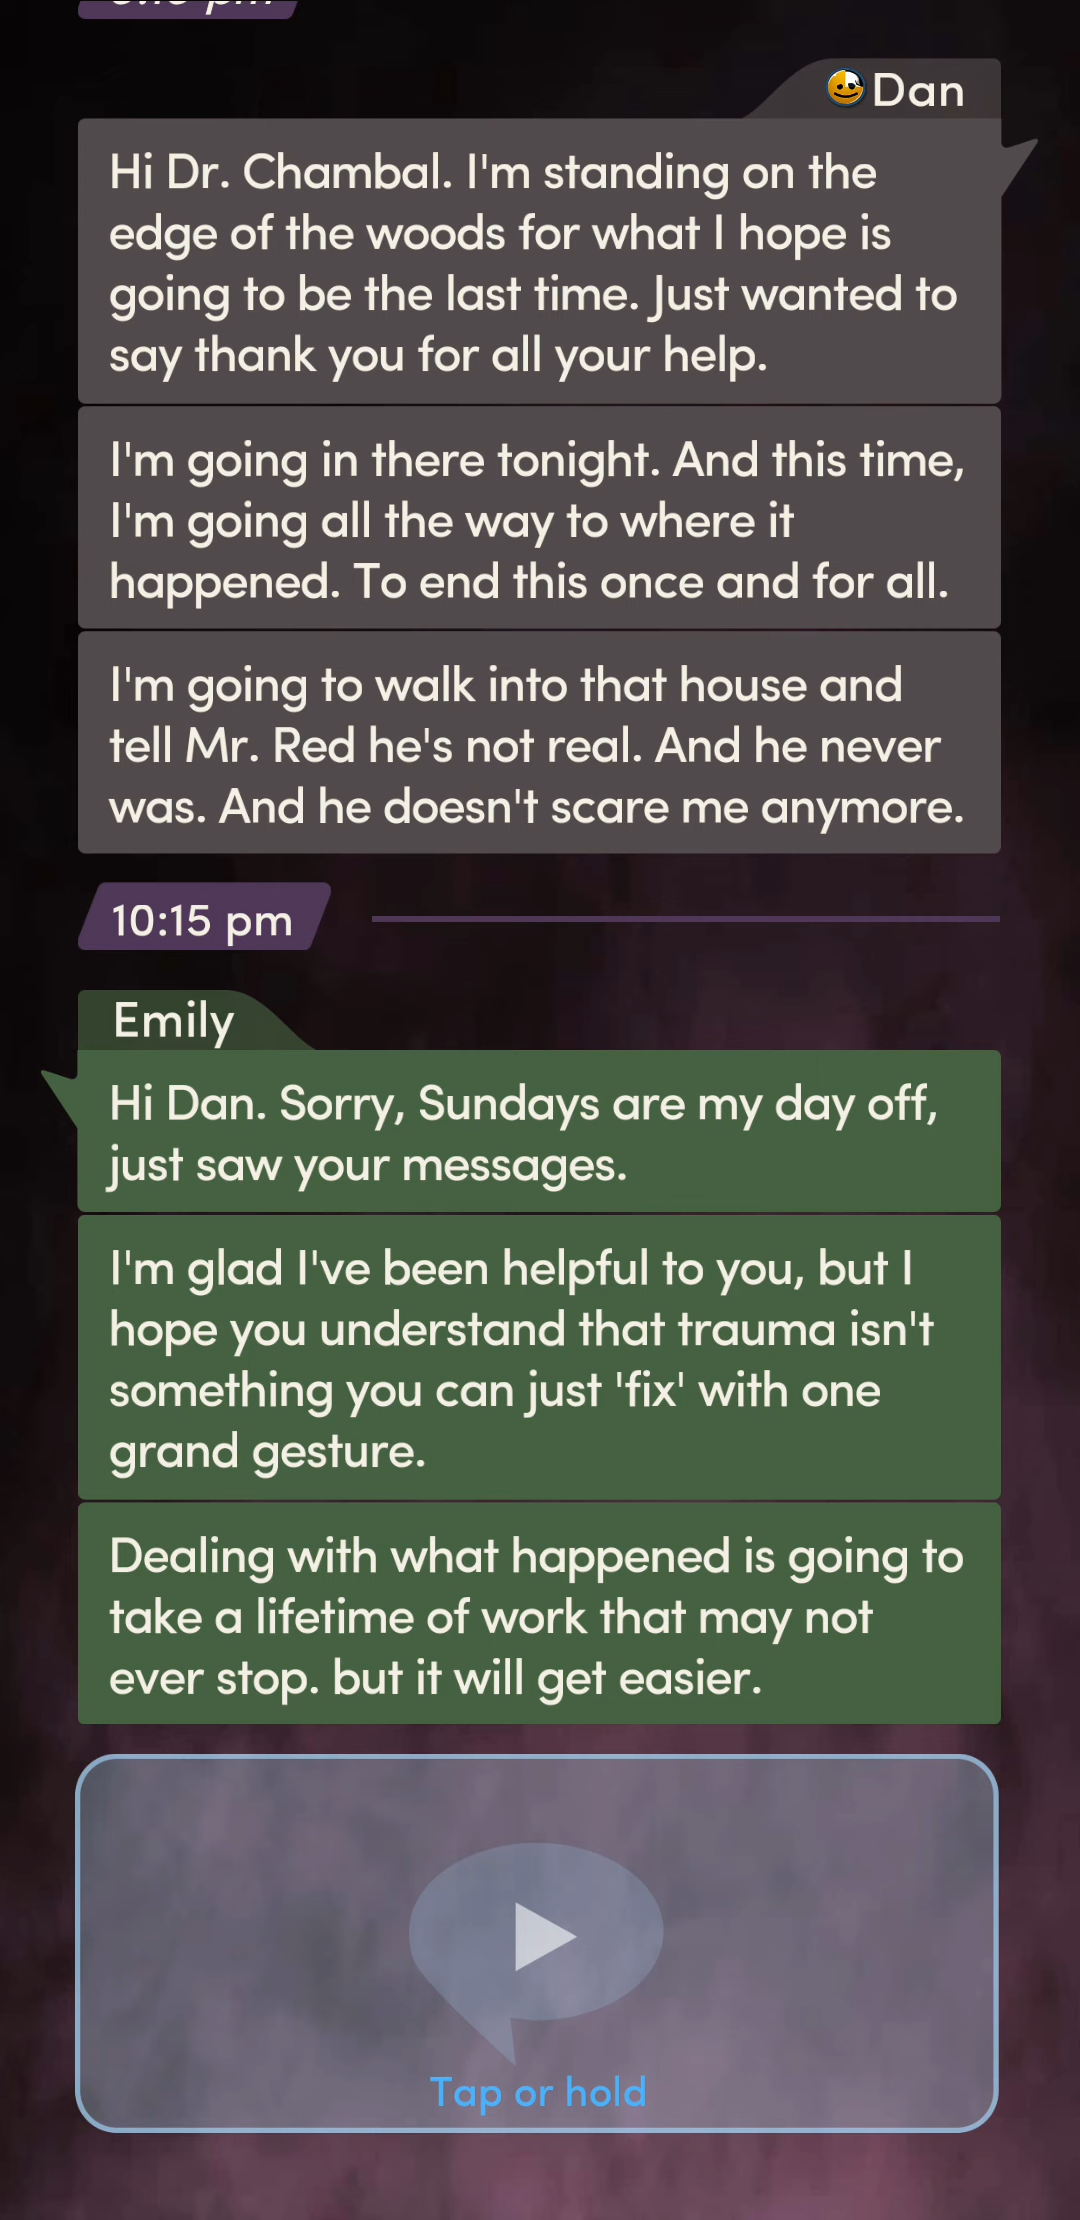 Dan
Hi Dr. Chambal. I'm standing on the
edge of the woods for what I hope is
going to be the last time. Just wanted to
say thank you for all your help.
I'm going in there tonight. And this time,
I'm going all the way to where it
happened. To end this once and for all.
I'm going to walk into that house and
tell Mr. Red he's not real. And he never
was. And he doesn't scare me anymore.
10:15 pm
Emily
Hi Dan. Sorry, Sundays are my day off,
just saw your messages.
I'm glad I've been helpful to you, but I
hope you understand that trauma isn't
something you can just 'fix' with one
grand gesture.
Dealing with what happened is going to
take a lifetime of work that may not
ever stop. but it will get easier.
Tap or hold